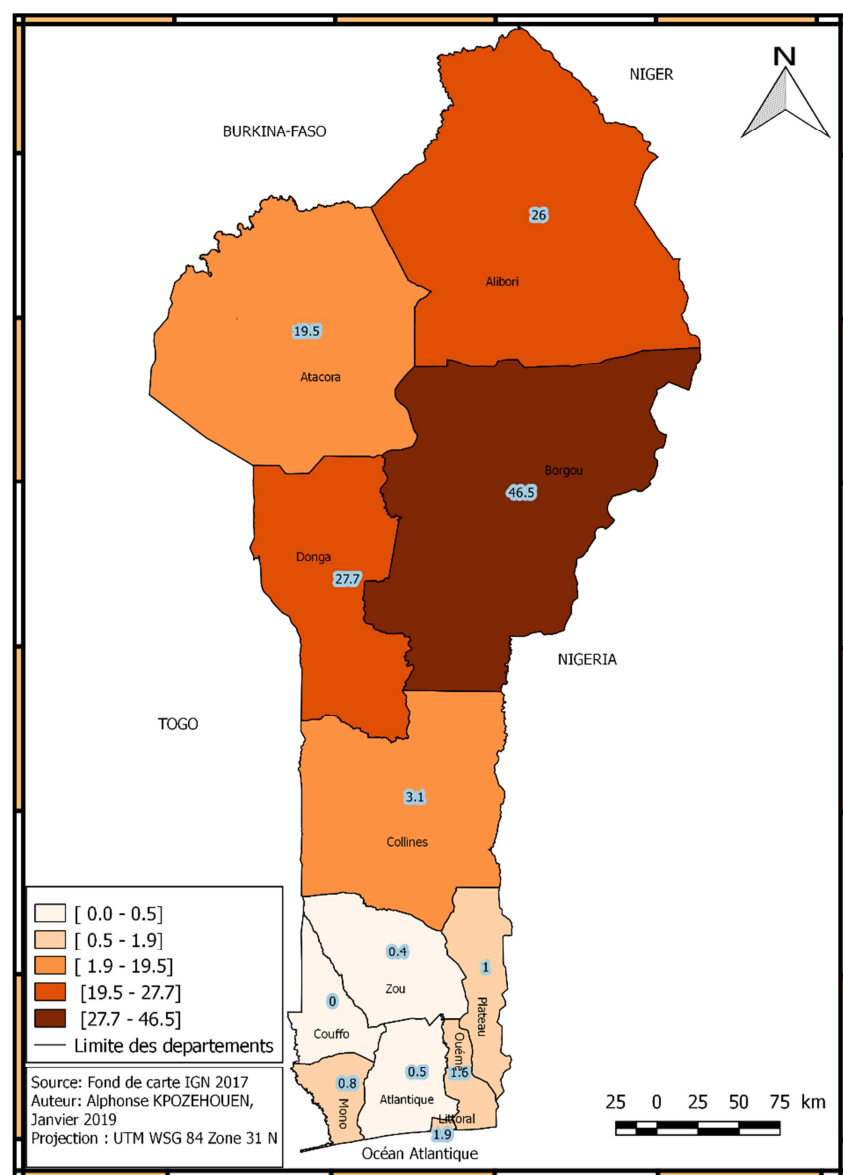 N
NIGER
BURKINA-FASO
26
Alibori
19.5
Atacora
Borgou
46.5
Donga
27.7
NIGERIA
TOGO
3.1
Collines
[ 0.0 - 0.5]
[ 0.5 - 1.9]
[ 1.9 - 19.5]
[19.5 - 27.7]
[27.7 - 46.5]
Limite des departements
0.4
Zou
1
Plateau
0
Couffo
Ouémé
1.6
0.5
Atlantique
0.8
Mono
Littoral
1.9
Océan Atlantique
Source: Fond de carte IGN 2017
Auteur: Alphonse KPOZEHOUEN,
Janvier 2019
Projection : UTM WSG 84 Zone 31 N
25 0 25 50 75 km